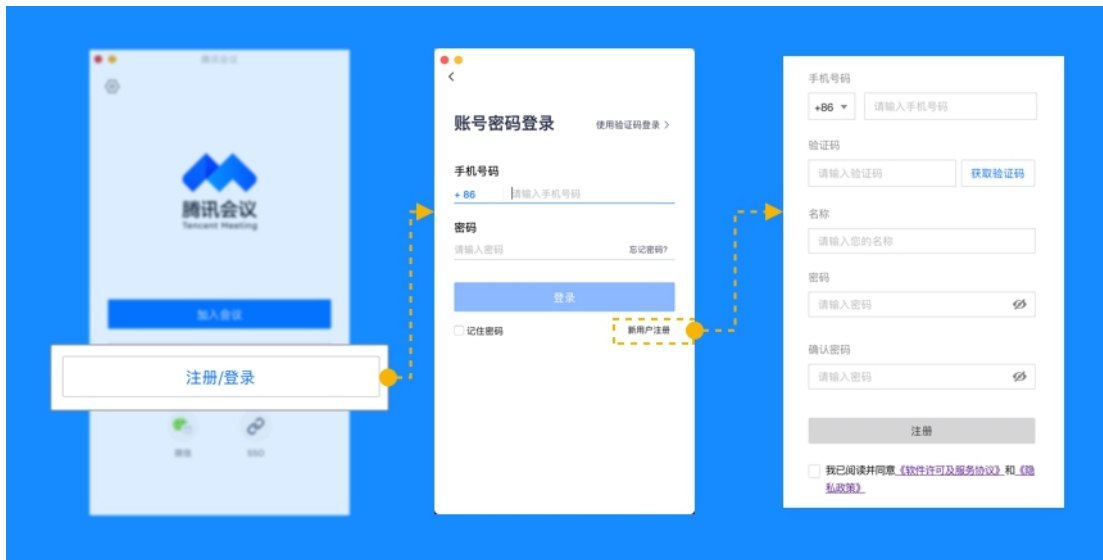 腾讯会议
腾讯会议
Tencent Meeting
加入会议
注册/登录
微信
SSO
账号密码登录
使用验证码登录 >
手机号码
+ 86 请输入手机号码
密码
请输入密码 忘记密码?
登录
记住密码 新用户注册
手机号码
+86 请输入手机号码
验证码
请输入验证码 获取验证码
名称
请输入您的名称
密码
请输入密码
确认密码
请输入密码
注册
我已阅读并同意《软件许可及服务协议》和《隐
私政策》